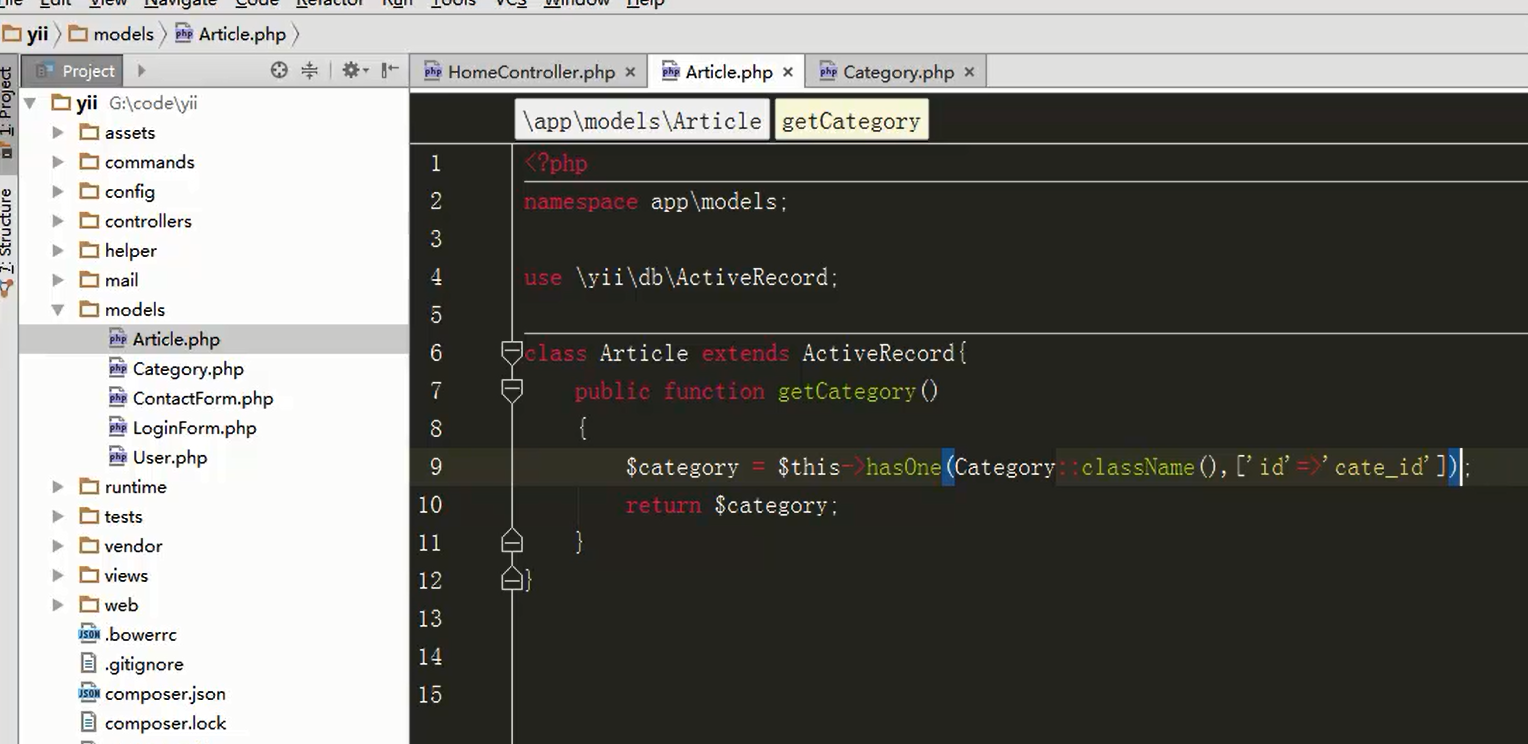 File Edit View Navigate Code Refactor Run Tools VCS Window Help
yii models Article.php
1: Project
7: Structure
Project
HomeController.php Article.php Category.php
yii G:\code\yii
assets
commands
config
controllers
helper
mail
models
Article.php
Category.php
ContactForm.php
LoginForm.php
User.php
runtime
tests
vendor
views
web
.bowerrc
.gitignore
composer.json
composer.lock
\app\models\Article getCategory
1 <?php
2 namespace app\models;
3
4 use \yii\db\ActiveRecord;
5
6 class Article extends ActiveRecord{
7 public function getCategory()
8 {
9 $category = $this->hasOne(Category::className(),['id'=>'cate_id']);
10 return $category;
11 }
12 }
13
14
15